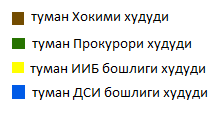 туман Хокими худуди
туман Прокурори худуди
туман ИИБ бошлиги худуди
туман ДСИ бошлиги худуди